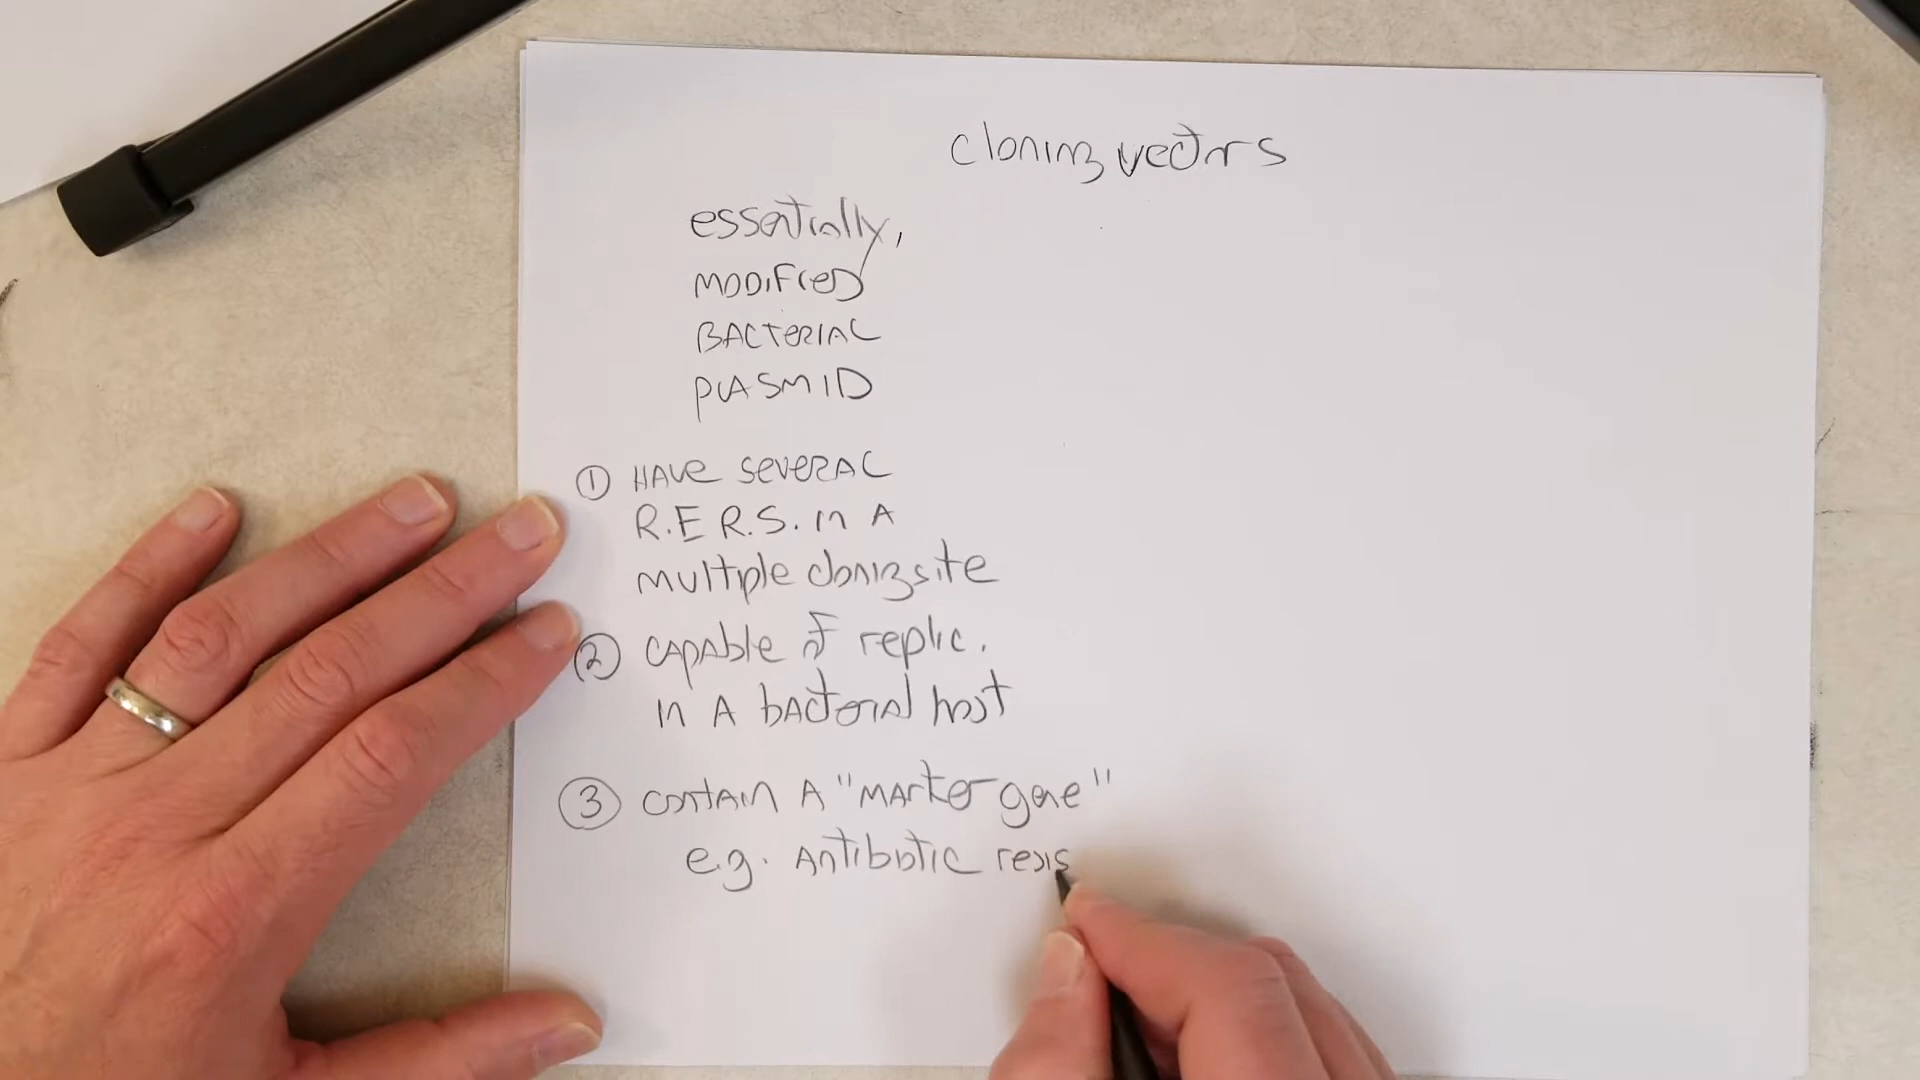 cloning vectors
essentially,
MODIFIED
BACTERIAL
PLASMID
① HAVE SEVERAL
R.E R.S. in A
multiple cloning site
② CAPABLE of replic.
in A bacterial host
③ CONTAIN A "marker gene"
e.g. Antibiotic resis